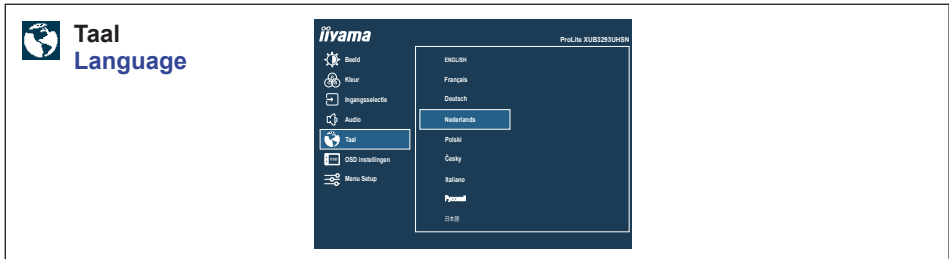 Taal
Language
iiyama
ProLite XUB3293UHSN
Beeld
Kleur
Ingangsselectie
Audio
Taal
OSD instellingen
Menu Setup
ENGLISH
Français
Deutsch
Nederlands
Polski
Česky
Italiano
Русский
日本語